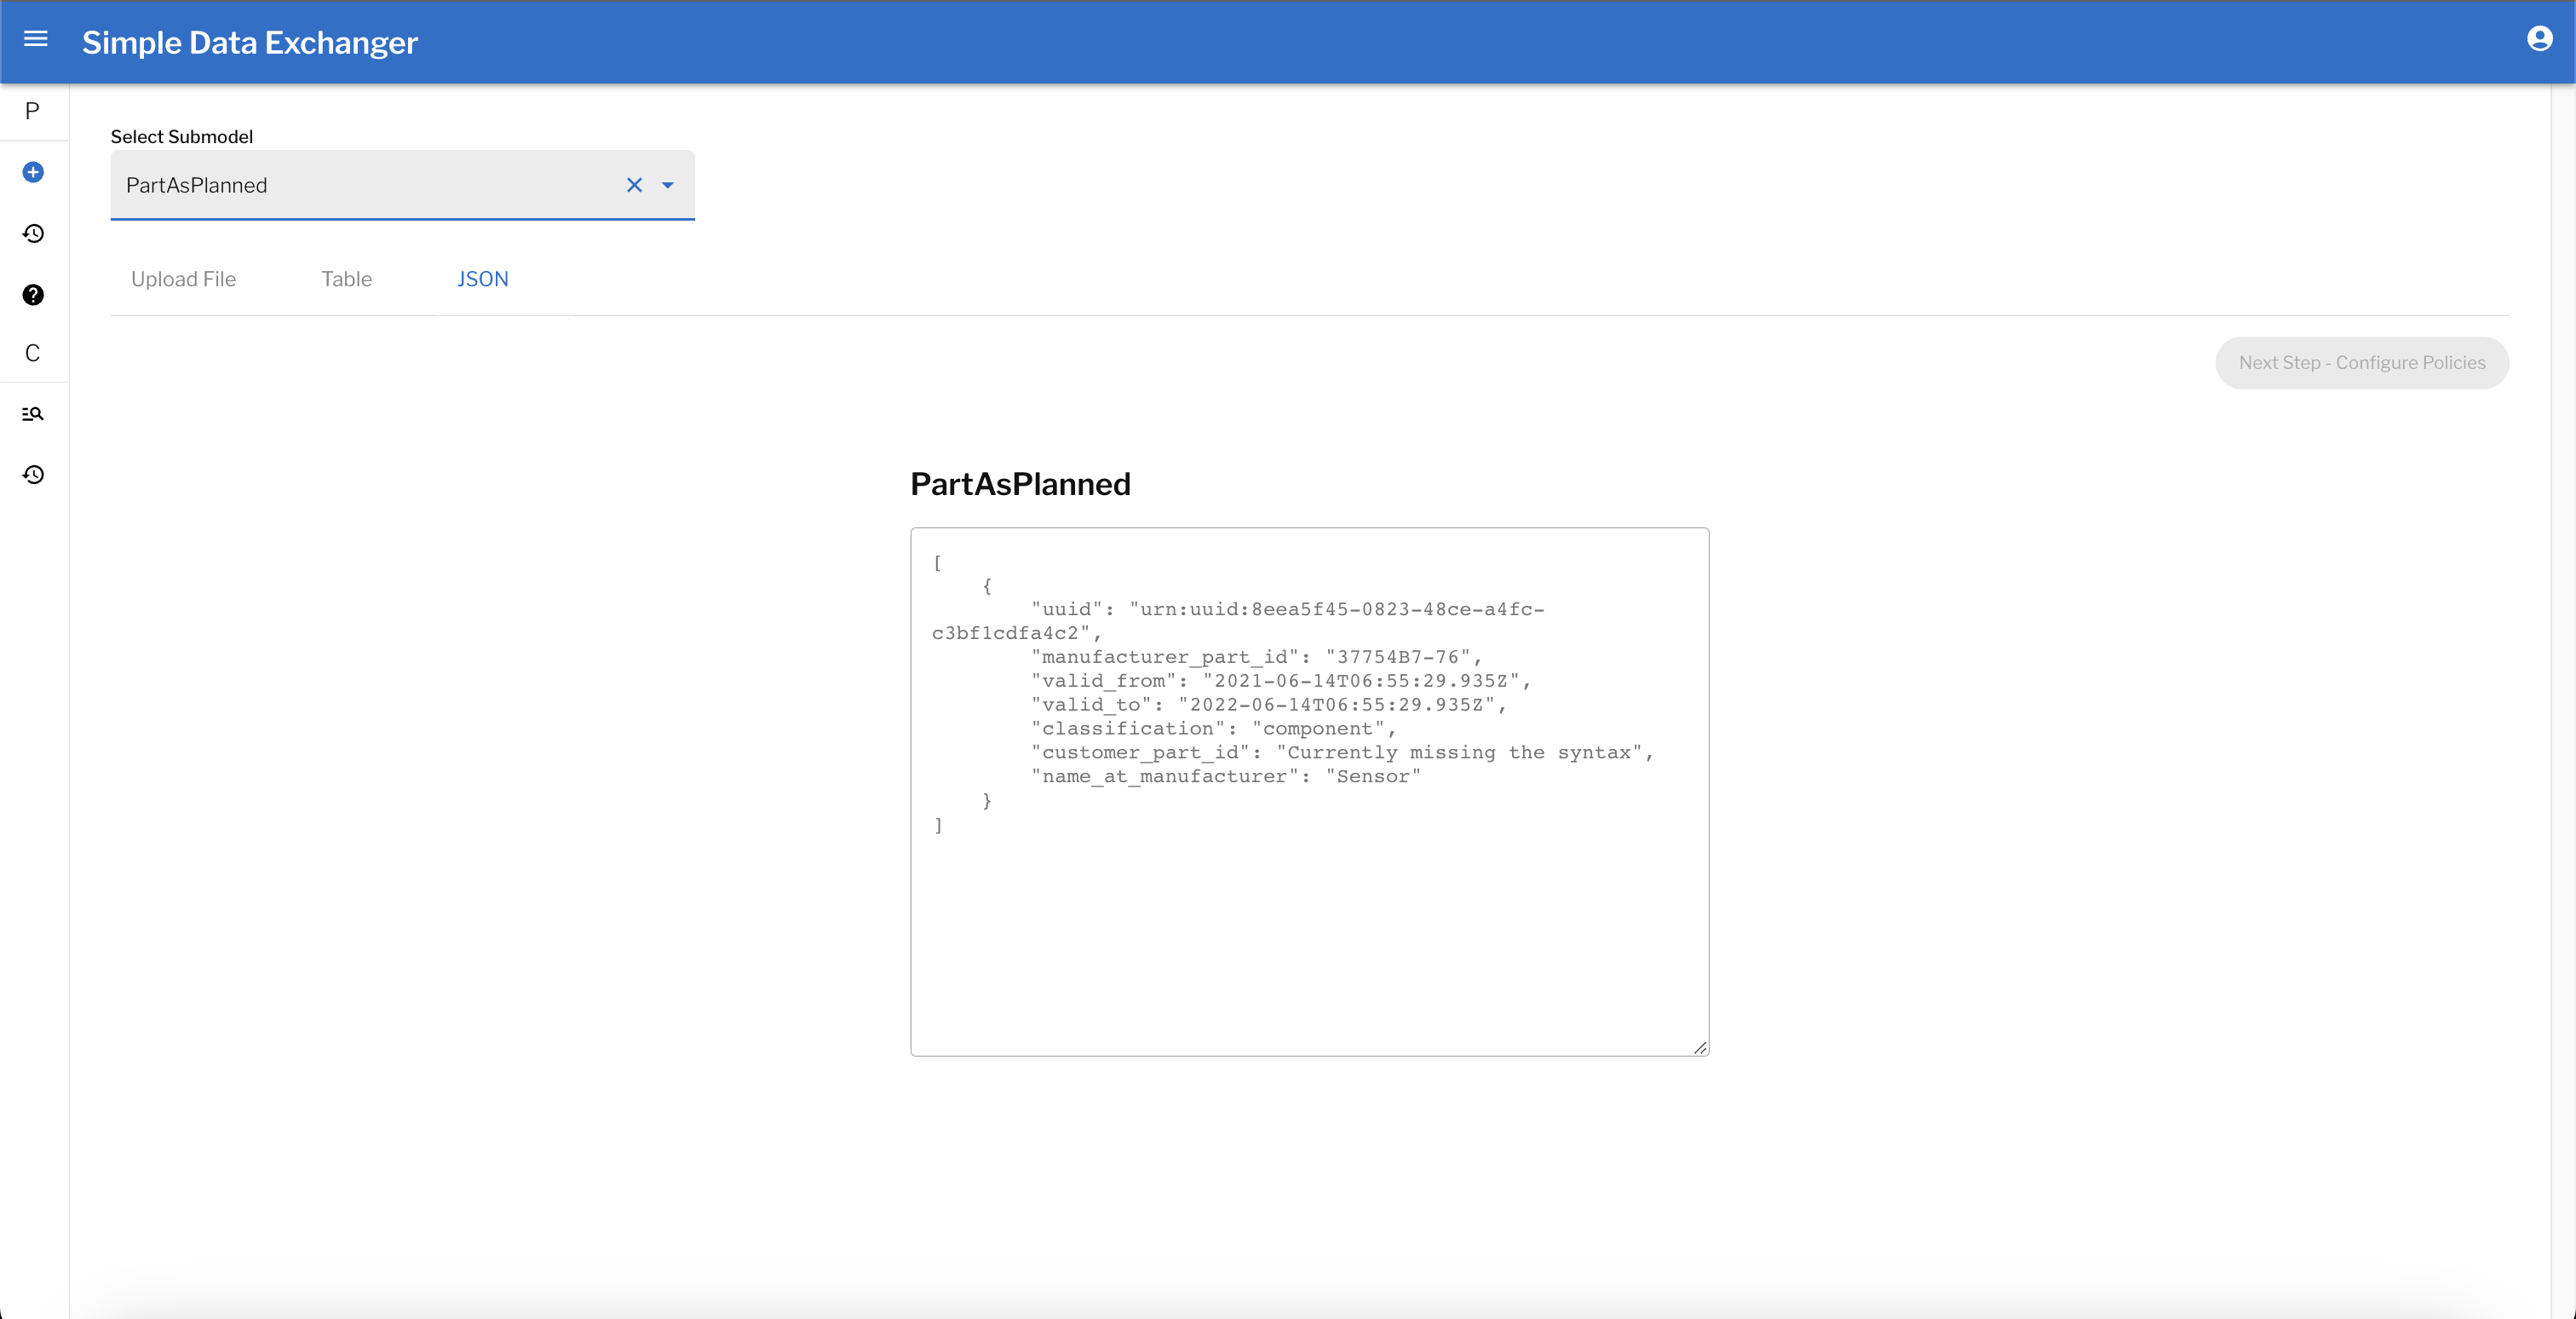 Simple Data Exchanger
P
Select Submodel
PartAsPlanned
Upload File
Table
JSON
C
Next Step - Configure Policies
PartAsPlanned
[
{
"uuid": "urn:uuid:8eea5f45-0823-48ce-a4fc-
c3bf1cdfa4c2",
"manufacturer_part_id": "37754B7-76",
"valid_from": "2021-06-14T06:55:29.935Z",
"valid_to": "2022-06-14T06:55:29.935Z",
"classification": "component",
"customer_part_id": "Currently missing the syntax",
"name_at_manufacturer": "Sensor"
}
]